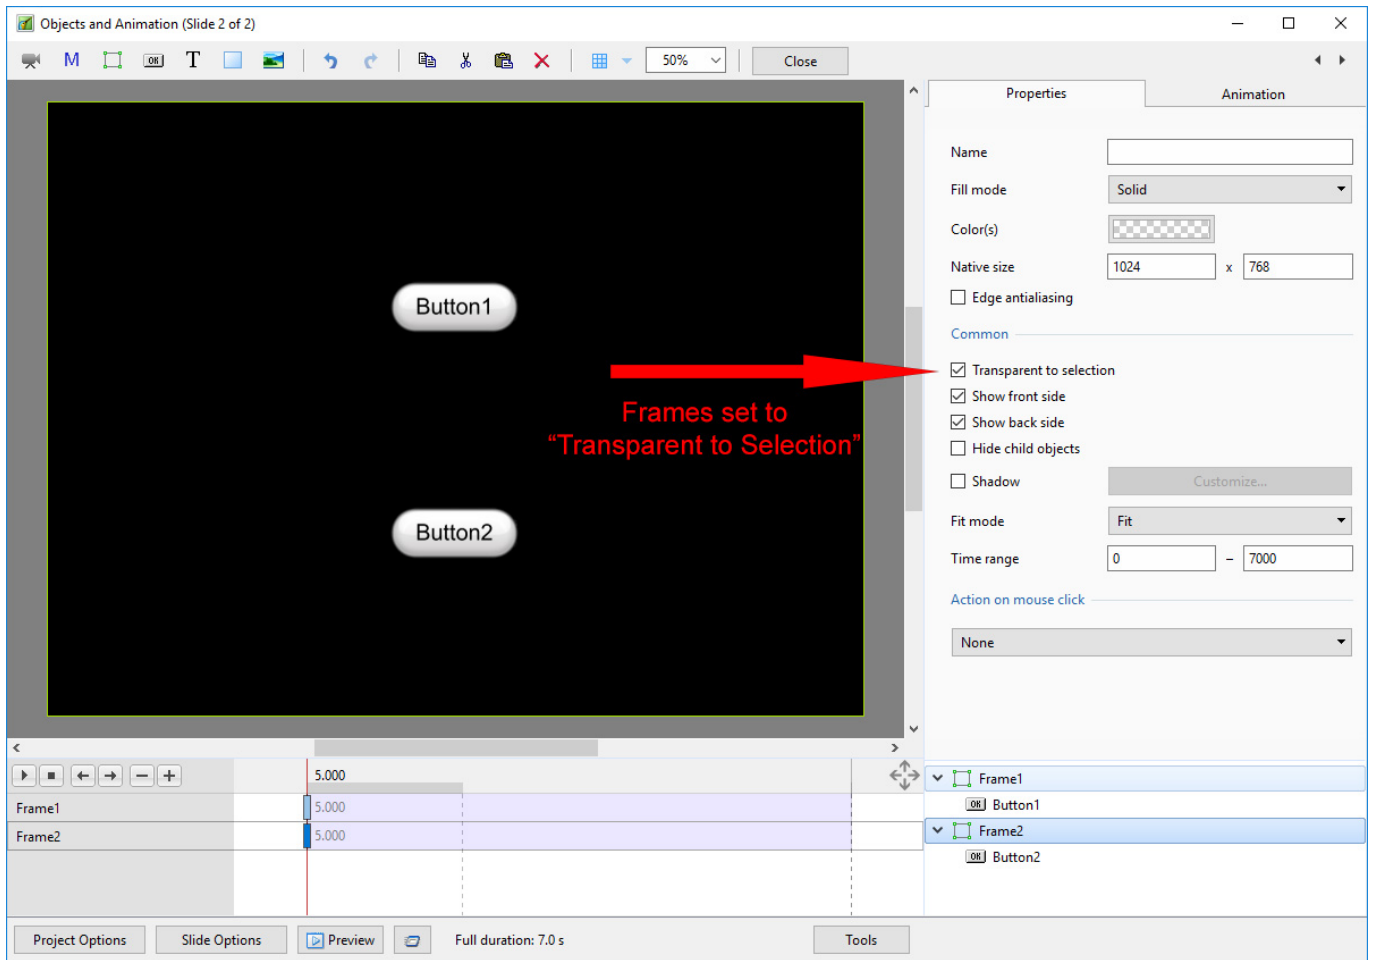 Objects and Animation (Slide 2 of 2)
M OK T 50% Close
Properties Animation
Name
Fill mode Solid
Color(s)
Native size 1024 x 768
Edge antialiasing
Common
Transparent to selection
Show front side
Show back side
Hide child objects
Shadow Customize...
Fit mode Fit
Time range 0 – 7000
Action on mouse click
None
Button1
Frames set to
“Transparent to Selection”
Button2
5.000
Frame1 5.000
Frame2 5.000
Frame1
OK Button1
Frame2
OK Button2
Project Options Slide Options Preview Full duration: 7.0 s Tools